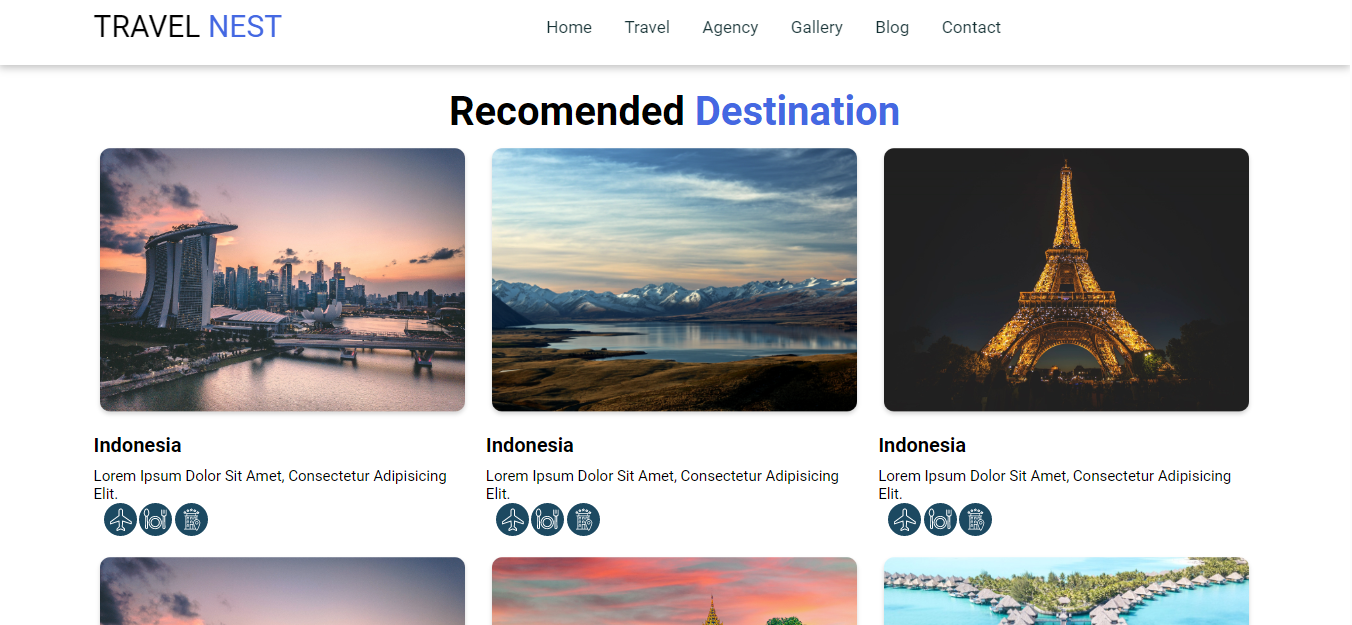 TRAVEL NEST
Home Travel Agency Gallery Blog Contact
Recomended Destination
Indonesia
Lorem Ipsum Dolor Sit Amet, Consectetur Adipisicing
Elit.
Indonesia
Lorem Ipsum Dolor Sit Amet, Consectetur Adipisicing
Elit.
Indonesia
Lorem Ipsum Dolor Sit Amet, Consectetur Adipisicing
Elit.